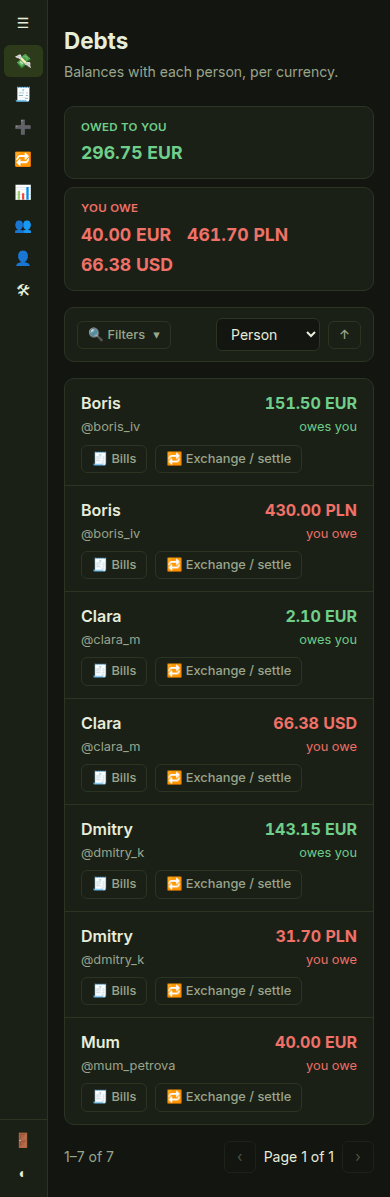 Debts
Balances with each person, per currency.
OWED TO YOU
296.75 EUR
YOU OWE
40.00 EUR 461.70 PLN
66.38 USD
Filters ▾ Person ↑
Boris 151.50 EUR
@boris_iv owes you
Bills Exchange / settle
Boris 430.00 PLN
@boris_iv you owe
Bills Exchange / settle
Clara 2.10 EUR
@clara_m owes you
Bills Exchange / settle
Clara 66.38 USD
@clara_m you owe
Bills Exchange / settle
Dmitry 143.15 EUR
@dmitry_k owes you
Bills Exchange / settle
Dmitry 31.70 PLN
@dmitry_k you owe
Bills Exchange / settle
Mum 40.00 EUR
@mum_petrova you owe
Bills Exchange / settle
1–7 of 7 ‹ Page 1 of 1 ›